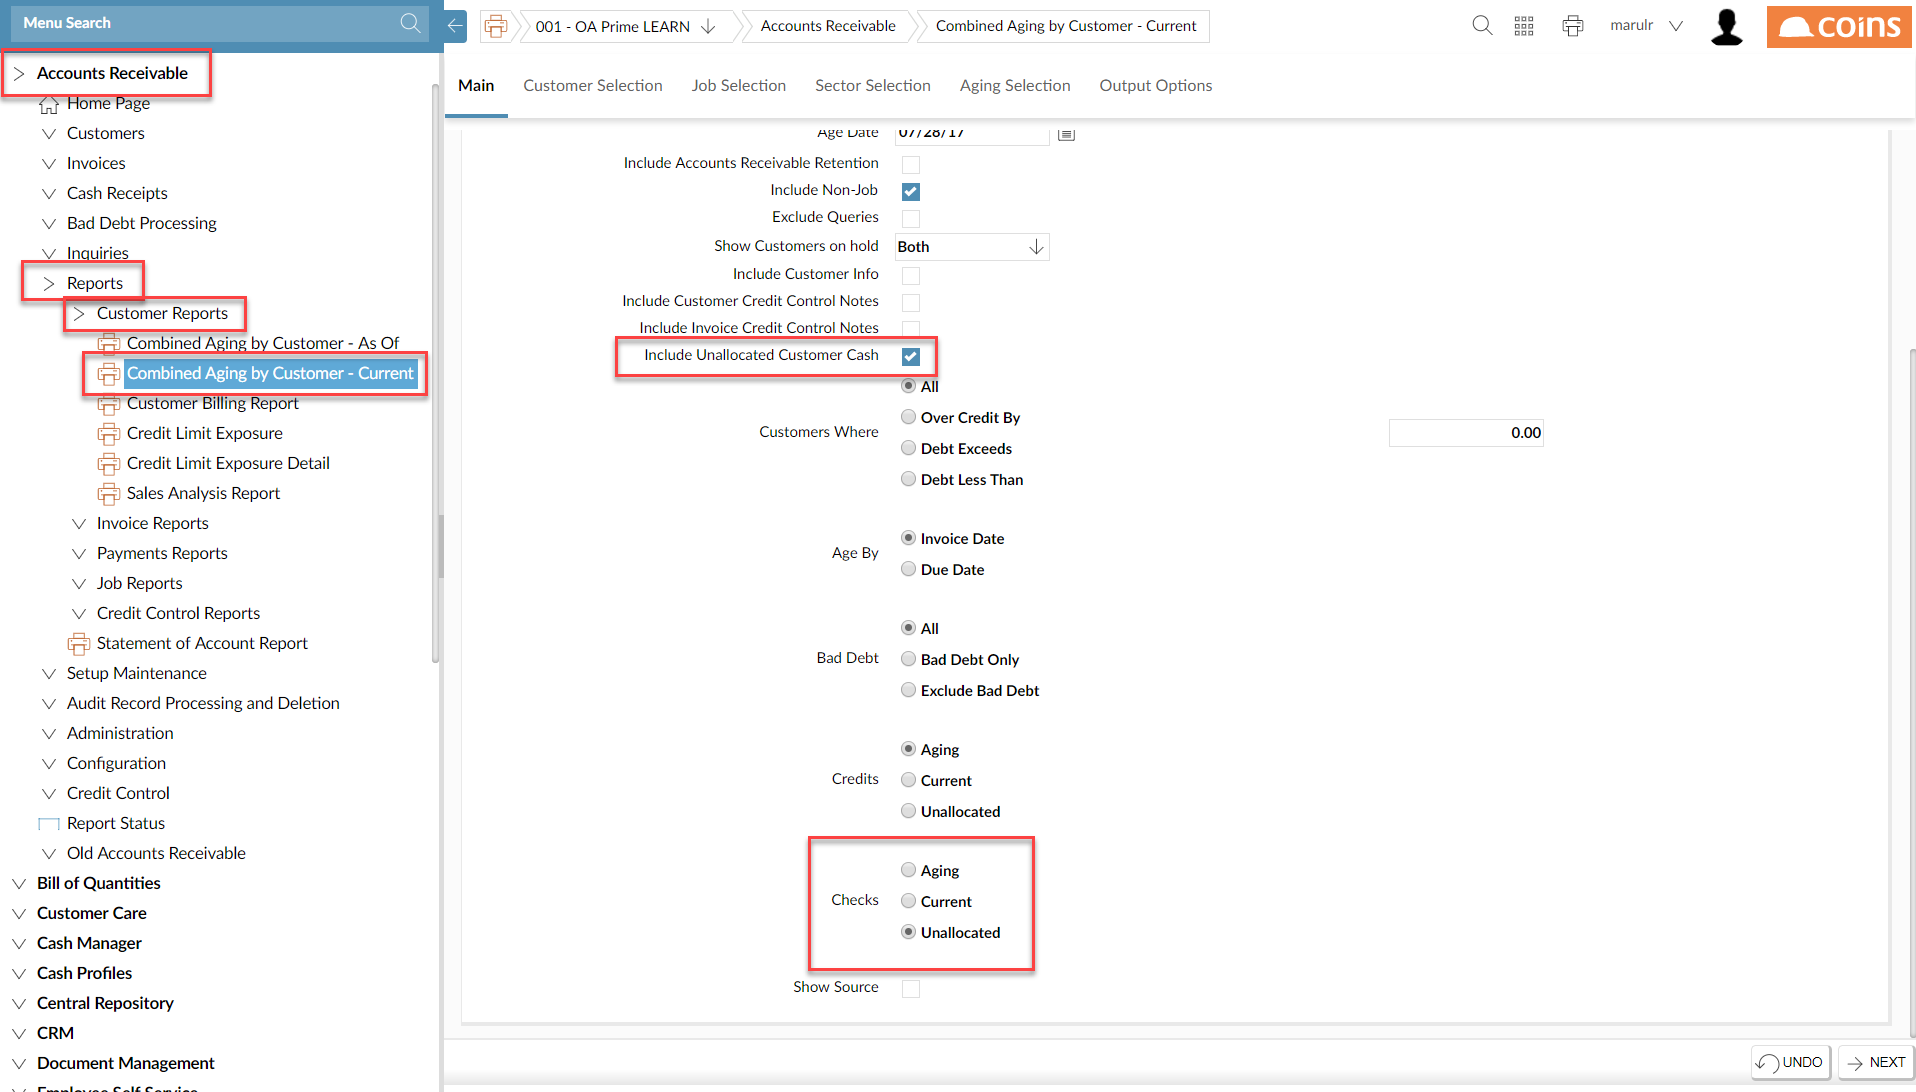 Menu Search
001 - OA Prime LEARN
Accounts Receivable
Combined Aging by Customer - Current
marulr
coins
Accounts Receivable
Home Page
Customers
Invoices
Cash Receipts
Bad Debt Processing
Inquiries
Reports
Customer Reports
Combined Aging by Customer - As Of
Combined Aging by Customer - Current
Customer Billing Report
Credit Limit Exposure
Credit Limit Exposure Detail
Sales Analysis Report
Invoice Reports
Payments Reports
Job Reports
Credit Control Reports
Statement of Account Report
Setup Maintenance
Audit Record Processing and Deletion
Administration
Configuration
Credit Control
Report Status
Old Accounts Receivable
Bill of Quantities
Customer Care
Cash Manager
Cash Profiles
Central Repository
CRM
Document Management
Employee Self Service
Main Customer Selection Job Selection Sector Selection Aging Selection Output Options
Age Date 07/28/17
Include Accounts Receivable Retention
Include Non-Job
Exclude Queries
Show Customers on hold Both
Include Customer Info
Include Customer Credit Control Notes
Include Invoice Credit Control Notes
Include Unallocated Customer Cash
Customers Where
All
Over Credit By
Debt Exceeds
Debt Less Than
0.00
Age By
Invoice Date
Due Date
Bad Debt
All
Bad Debt Only
Exclude Bad Debt
Credits
Aging
Current
Unallocated
Checks
Aging
Current
Unallocated
Show Source
UNDO
NEXT